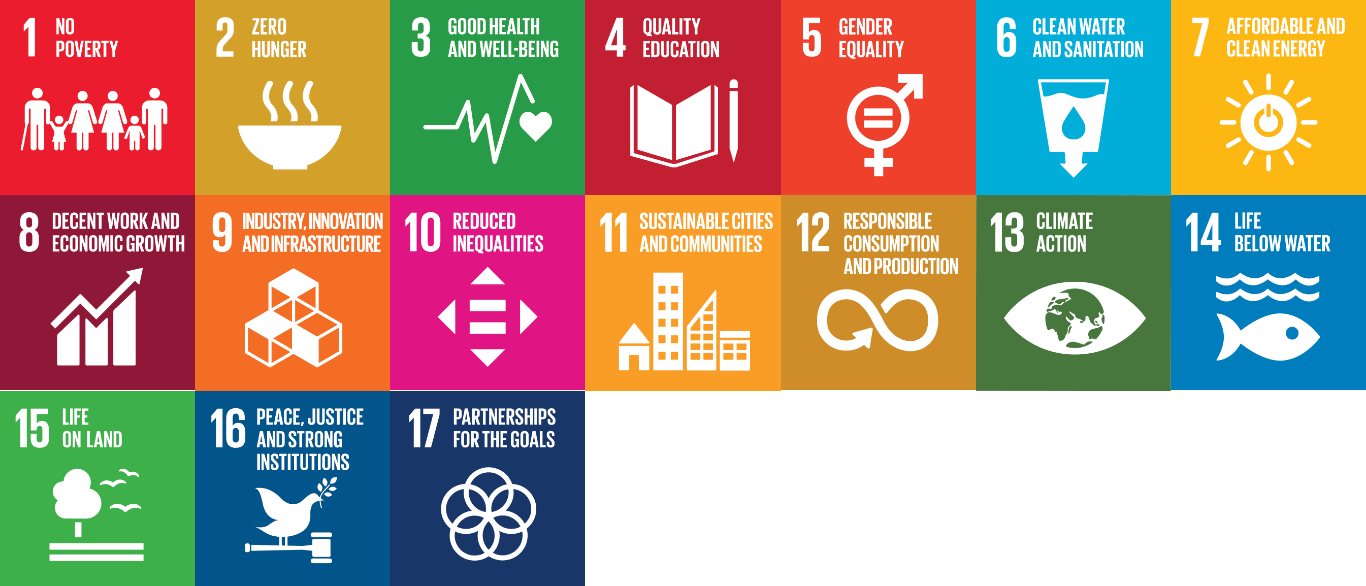 1 NO
POVERTY
2 ZERO
HUNGER
3 GOOD HEALTH
AND WELL-BEING
4 QUALITY
EDUCATION
5 GENDER
EQUALITY
6 CLEAN WATER
AND SANITATION
7 AFFORDABLE AND
CLEAN ENERGY
8 DECENT WORK AND
ECONOMIC GROWTH
9 INDUSTRY, INNOVATION
AND INFRASTRUCTURE
10 REDUCED
INEQUALITIES
11 SUSTAINABLE CITIES
AND COMMUNITIES
12 RESPONSIBLE
CONSUMPTION
AND PRODUCTION
13 CLIMATE
ACTION
14 LIFE
BELOW WATER
15 LIFE
ON LAND
16 PEACE, JUSTICE
AND STRONG
INSTITUTIONS
17 PARTNERSHIPS
FOR THE GOALS